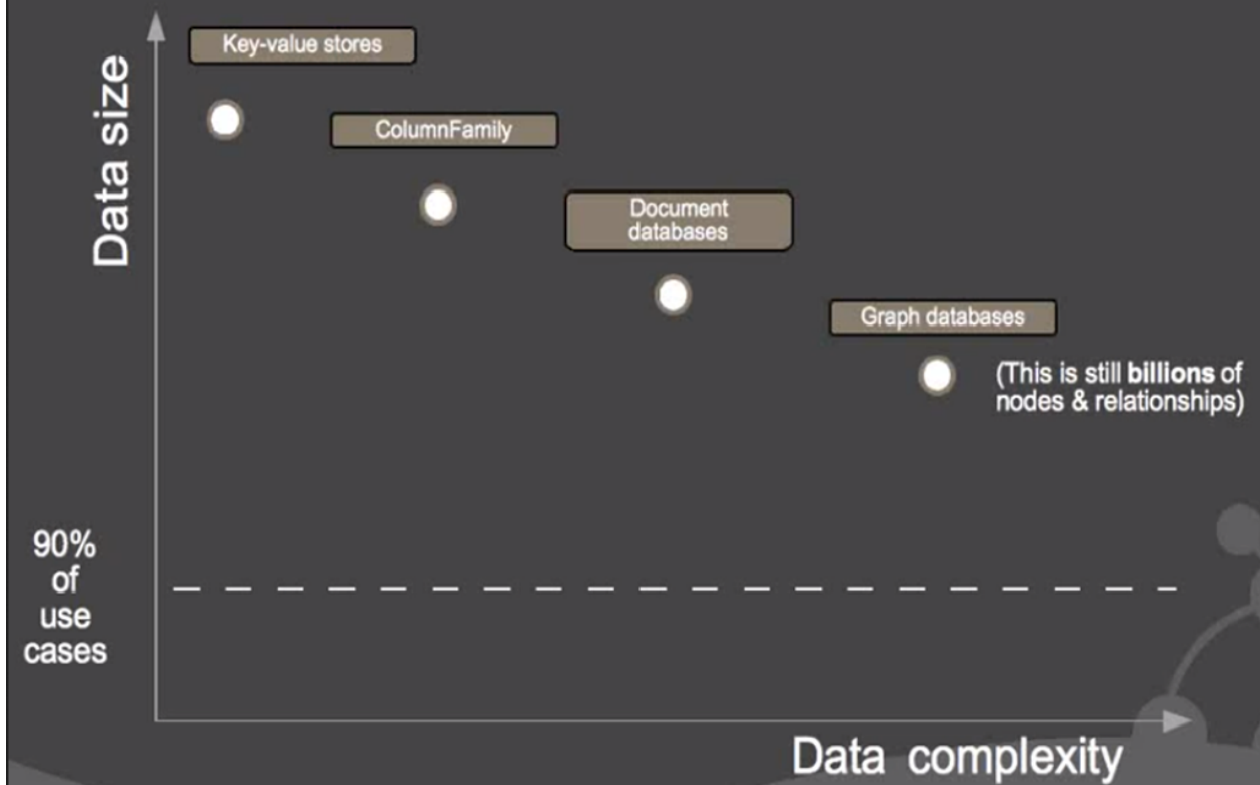 Key-value stores
Data size
ColumnFamily
Document
databases
Graph databases
(This is still billions of
nodes & relationships)
90%
of
use
cases
Data complexity